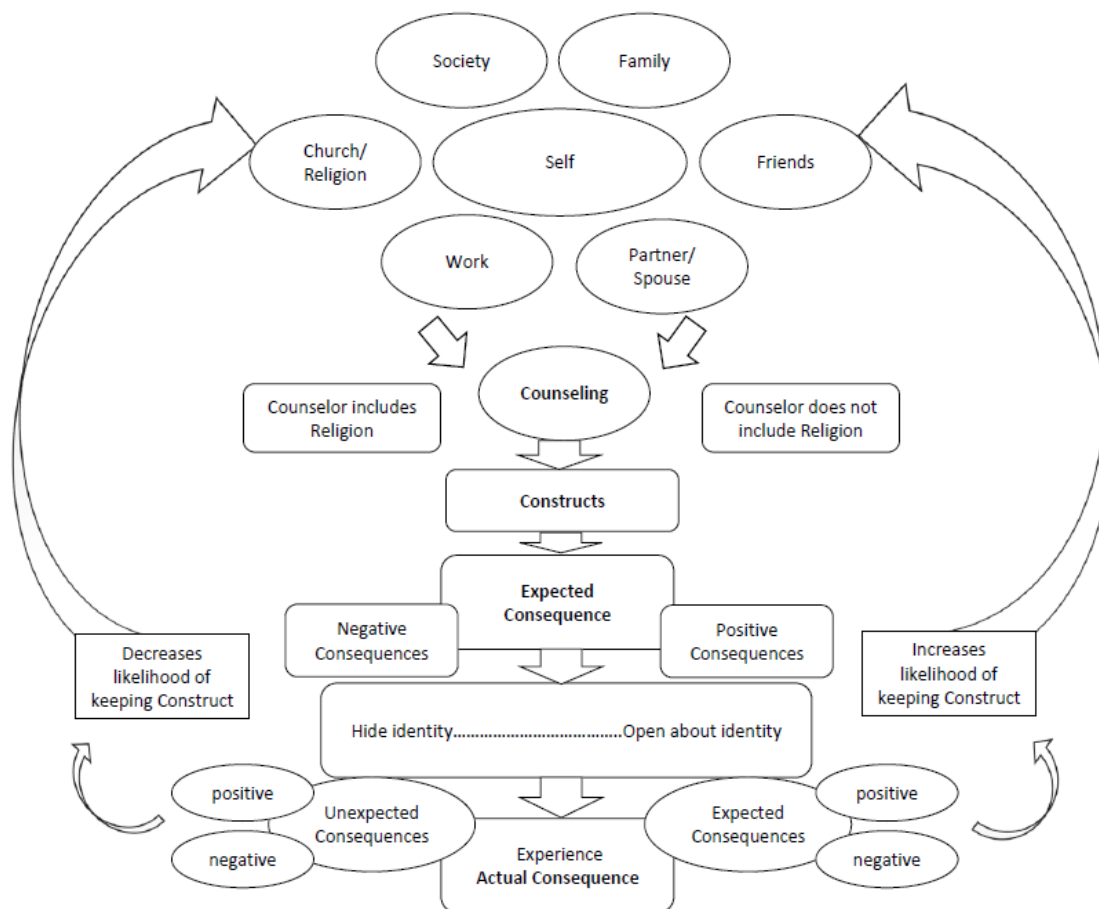 Society
Family
Church/
Religion
Self
Friends
Work
Partner/
Spouse
Counseling
Counselor includes
Religion
Counselor does not
include Religion
Constructs
Expected
Consequence
Negative
Consequences
Positive
Consequences
Decreases
likelihood of
keeping Construct
Increases
likelihood of
keeping Construct
Hide identity………………………………..Open about identity
positive
negative
Unexpected
Consequences
Expected
Consequences
positive
negative
Experience
Actual Consequence